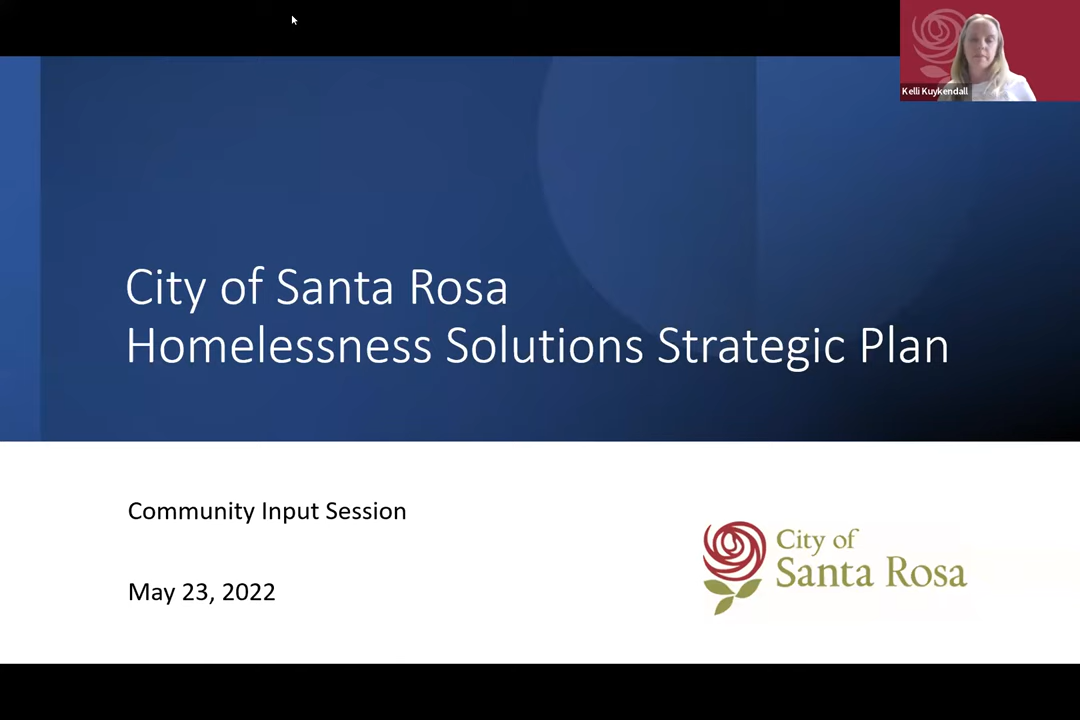 Kelli Kuykendall
City of Santa Rosa
Homelessness Solutions Strategic Plan
Community Input Session
May 23, 2022
City of
Santa Rosa